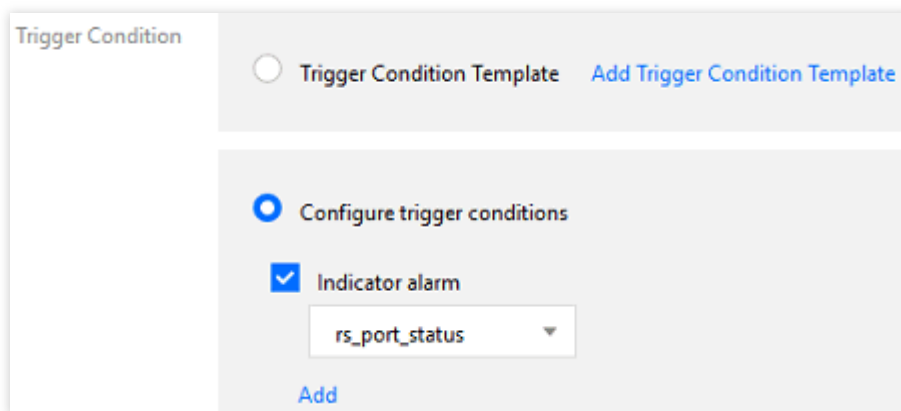 Trigger Condition
Trigger Condition Template Add Trigger Condition Template
Configure trigger conditions
Indicator alarm
rs_port_status
Add